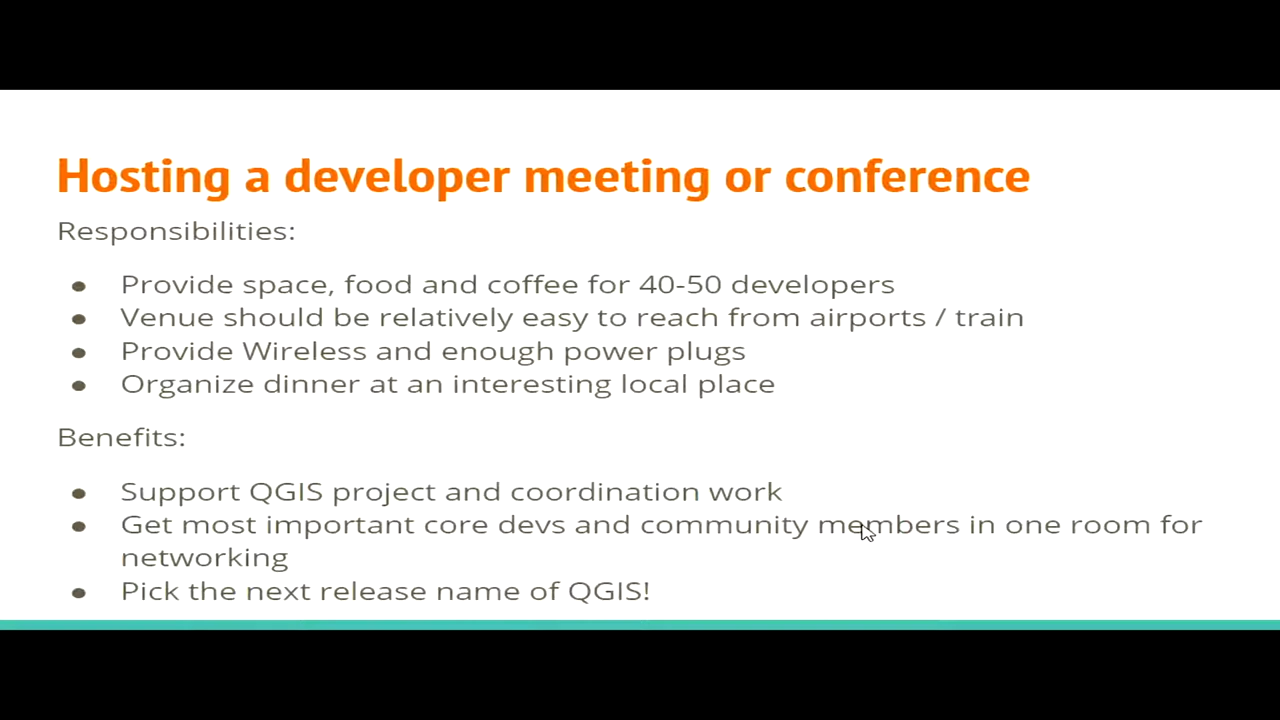 Hosting a developer meeting or conference
Responsibilities:
● Provide space, food and coffee for 40-50 developers
● Venue should be relatively easy to reach from airports / train
● Provide Wireless and enough power plugs
● Organize dinner at an interesting local place
Benefits:
● Support QGIS project and coordination work
● Get most important core devs and community members in one room for
networking
● Pick the next release name of QGIS!